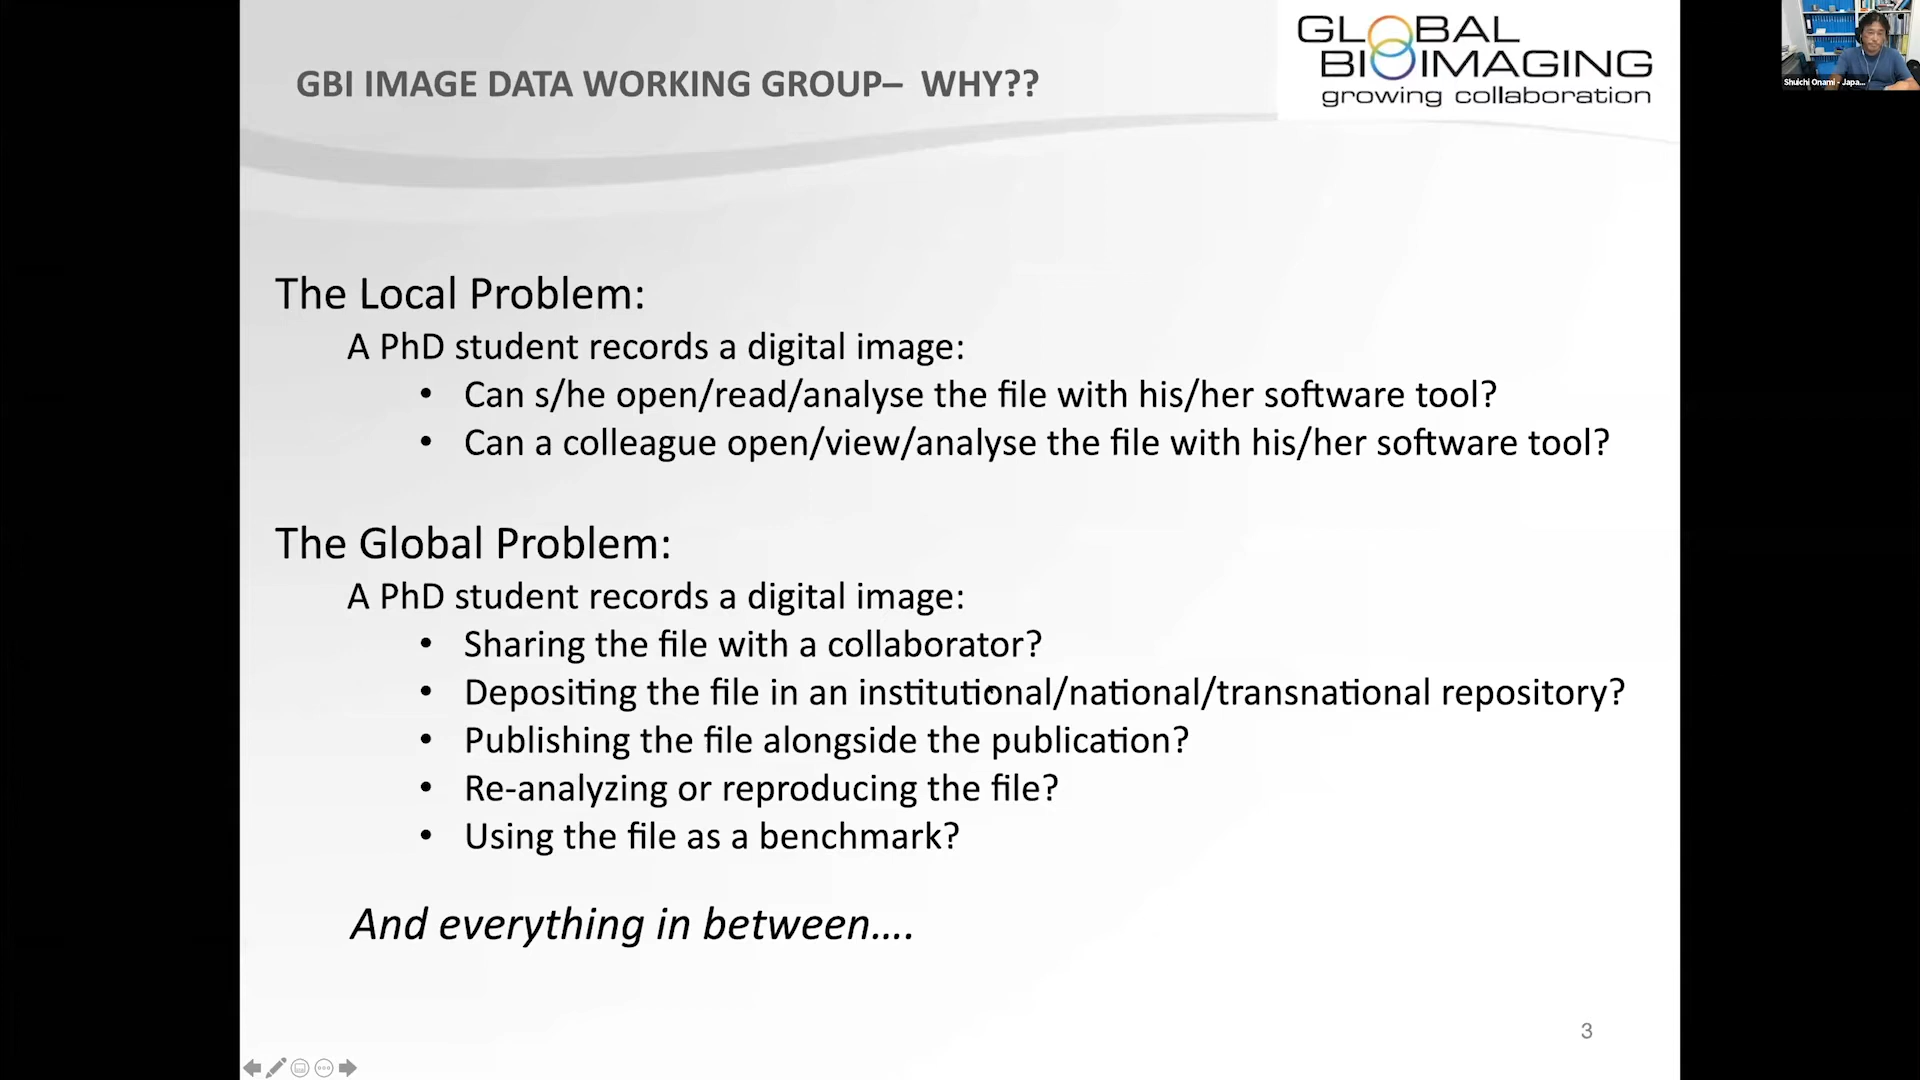 GBI IMAGE DATA WORKING GROUP– WHY??
GLOBAL
BIOIMAGING
growing collaboration
Shuichi Onami - Japa...
The Local Problem:
A PhD student records a digital image:
• Can s/he open/read/analyse the file with his/her software tool?
• Can a colleague open/view/analyse the file with his/her software tool?
The Global Problem:
A PhD student records a digital image:
• Sharing the file with a collaborator?
• Depositing the file in an institutional/national/transnational repository?
• Publishing the file alongside the publication?
• Re-analyzing or reproducing the file?
• Using the file as a benchmark?
And everything in between....
3